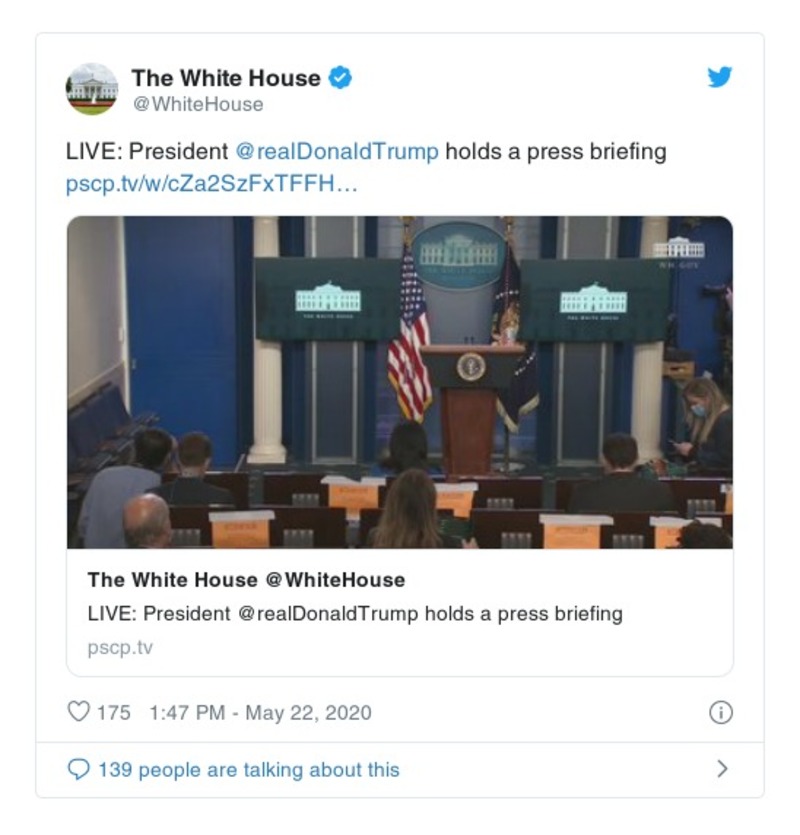 The White House
@WhiteHouse
LIVE: President @realDonaldTrump holds a press briefing
pscp.tv/w/cZa2SzFxTFFH…
THE WHITE HOUSE
THE WHITE HOUSE
THE WHITE HOUSE
WH.GOV
The White House @WhiteHouse
LIVE: President @realDonaldTrump holds a press briefing
pscp.tv
175 1:47 PM - May 22, 2020
139 people are talking about this